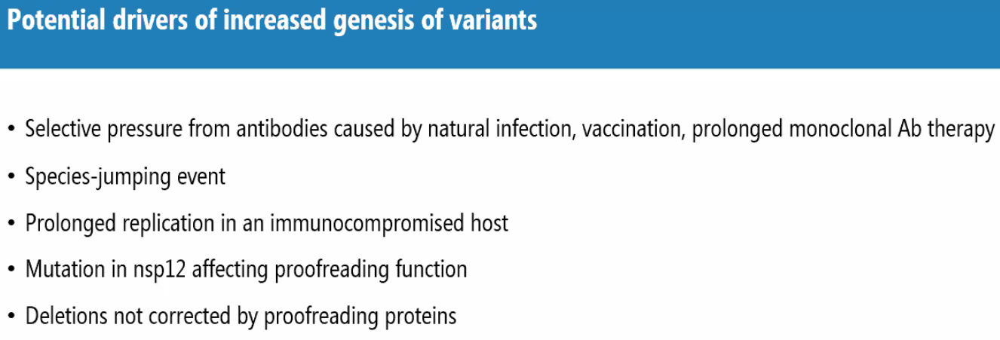 Potential drivers of increased genesis of variants
• Selective pressure from antibodies caused by natural infection, vaccination, prolonged monoclonal Ab therapy
• Species-jumping event
• Prolonged replication in an immunocompromised host
• Mutation in nsp12 affecting proofreading function
• Deletions not corrected by proofreading proteins